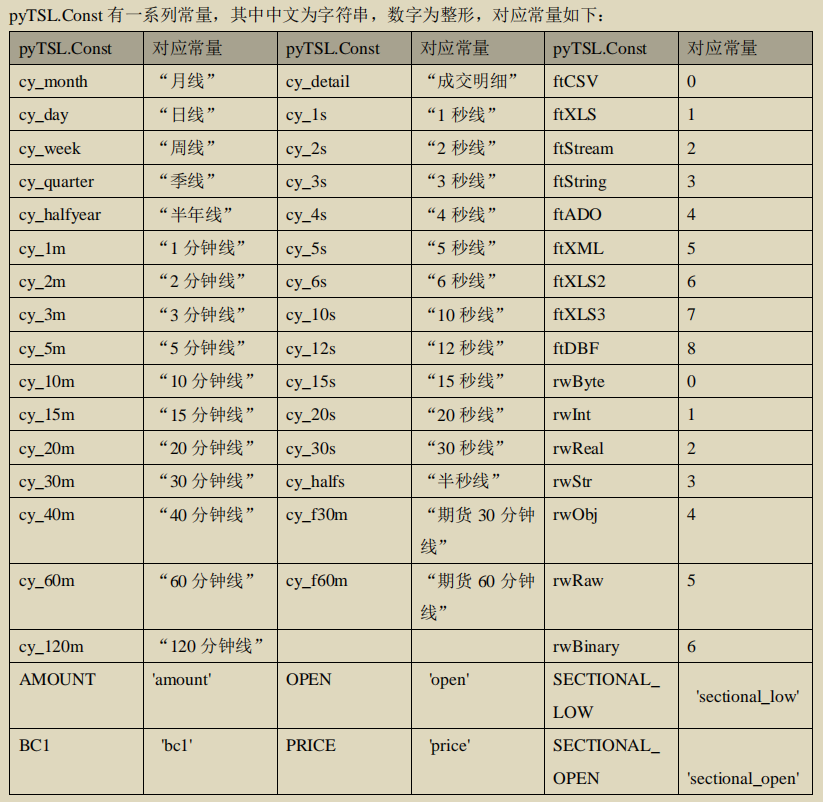 pyTSL.Const 有一系列常量，其中中文为字符串，数字为整形，对应常量如下：
pyTSL.Const 对应常量 pyTSL.Const 对应常量 pyTSL.Const 对应常量
cy_month “月线” cy_detail “成交明细” ftCSV 0
cy_day “日线” cy_1s “1 秒线” ftXLS 1
cy_week “周线” cy_2s “2 秒线” ftStream 2
cy_quarter “季线” cy_3s “3 秒线” ftString 3
cy_halfyear “半年线” cy_4s “4 秒线” ftADO 4
cy_1m “1 分钟线” cy_5s “5 秒线” ftXML 5
cy_2m “2 分钟线” cy_6s “6 秒线” ftXLS2 6
cy_3m “3 分钟线” cy_10s “10 秒线” ftXLS3 7
cy_5m “5 分钟线” cy_12s “12 秒线” ftDBF 8
cy_10m “10 分钟线” cy_15s “15 秒线” rwByte 0
cy_15m “15 分钟线” cy_20s “20 秒线” rwInt 1
cy_20m “20 分钟线” cy_30s “30 秒线” rwReal 2
cy_30m “30 分钟线” cy_halfs “半秒线” rwStr 3
cy_40m “40 分钟线” cy_f30m “期货 30 分钟 rwObj 4
线”
cy_60m “60 分钟线” cy_f60m “期货 60 分钟 rwRaw 5
线”
cy_120m “120 分钟线” rwBinary 6
AMOUNT 'amount' OPEN 'open' SECTIONAL_
LOW 'sectional_low'
BC1 'bc1' PRICE 'price' SECTIONAL_
OPEN 'sectional_open'